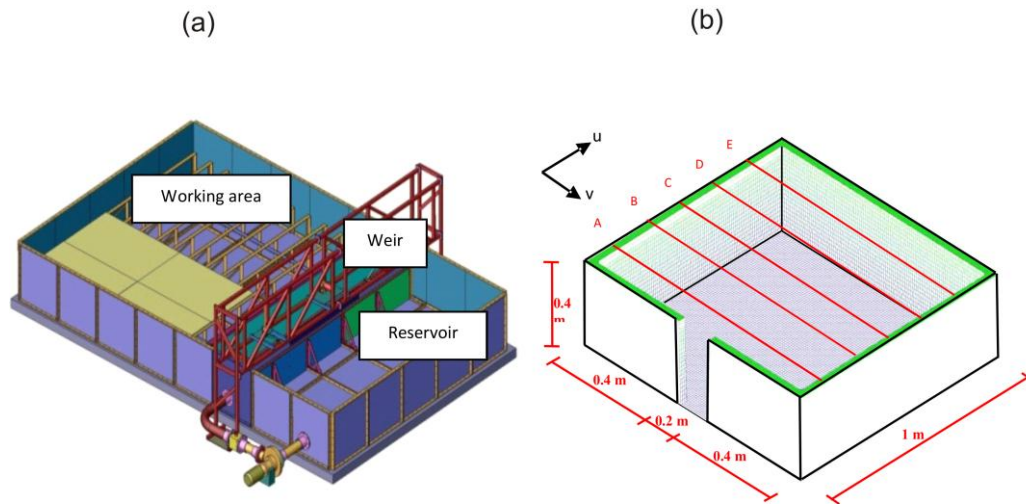 (a)
(b)
Working area
Weir
Reservoir
u
v
A
B
C
D
E
0.4
m
0.4 m
0.2 m
0.4 m
1 m